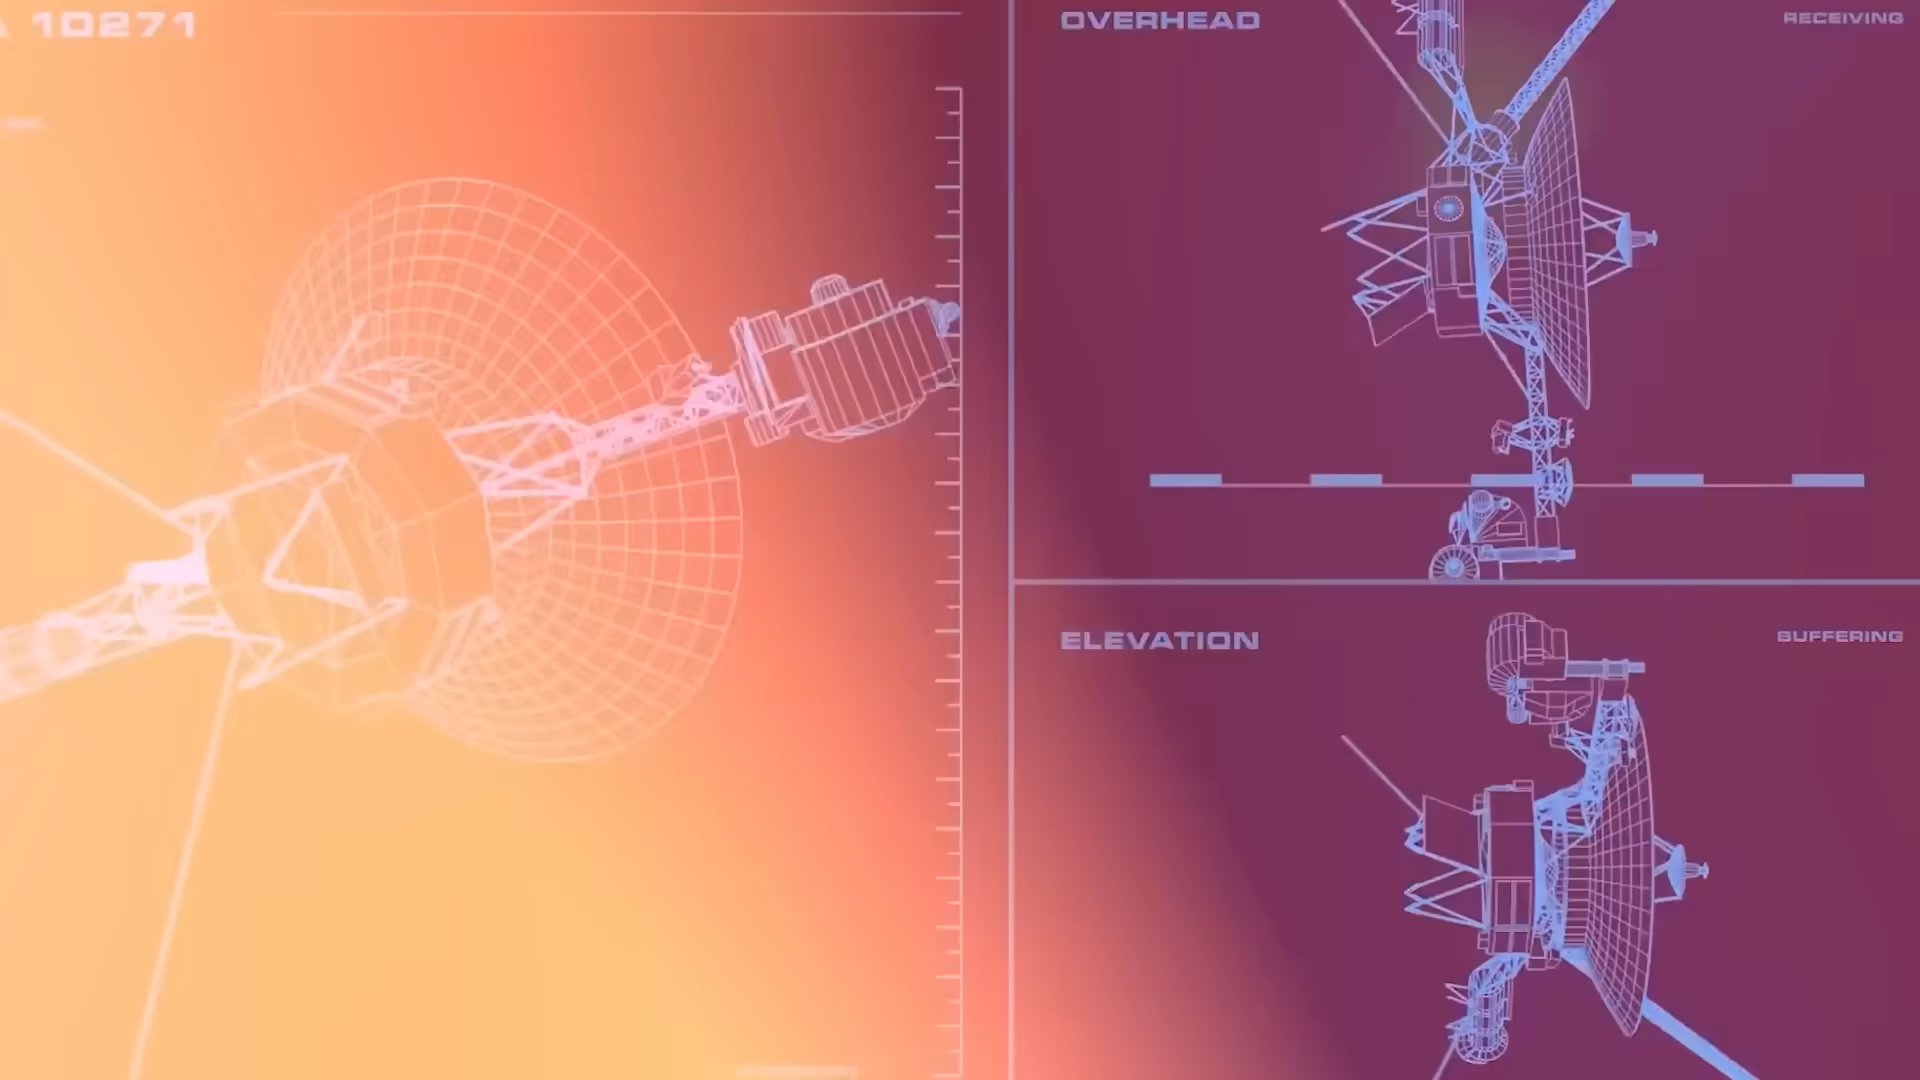 10271
OVERHEAD
RECEIVING
ELEVATION
BUFFERING